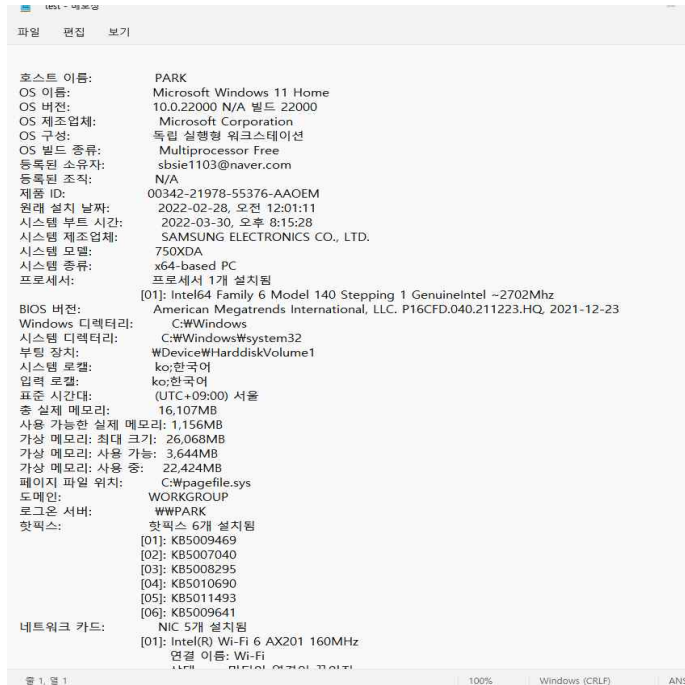 test - 메모장
파일 편집 보기
호스트 이름: PARK
OS 이름: Microsoft Windows 11 Home
OS 버전: 10.0.22000 N/A 빌드 22000
OS 제조업체: Microsoft Corporation
OS 구성: 독립 실행형 워크스테이션
OS 빌드 종류: Multiprocessor Free
등록된 소유자: sbsie1103@naver.com
등록된 조직: N/A
제품 ID: 00342-21978-55376-AAOEM
원래 설치 날짜: 2022-02-28, 오전 12:01:11
시스템 부트 시간: 2022-03-30, 오후 8:15:28
시스템 제조업체: SAMSUNG ELECTRONICS CO., LTD.
시스템 모델: 750XDA
시스템 종류: x64-based PC
프로세서: 프로세서 1개 설치됨
[01]: Intel64 Family 6 Model 140 Stepping 1 GenuineIntel ~2702Mhz
BIOS 버전: American Megatrends International, LLC. P16CFD.040.211223.HQ, 2021-12-23
Windows 디렉터리: C:₩Windows
시스템 디렉터리: C:₩Windows₩system32
부팅 장치: ₩Device₩HarddiskVolume1
시스템 로캘: ko;한국어
입력 로캘: ko;한국어
표준 시간대: (UTC+09:00) 서울
총 실제 메모리: 16,107MB
사용 가능한 실제 메모리: 1,156MB
가상 메모리: 최대 크기: 26,068MB
가상 메모리: 사용 가능: 3,644MB
가상 메모리: 사용 중: 22,424MB
페이지 파일 위치: C:₩pagefile.sys
도메인: WORKGROUP
로그온 서버: ₩₩PARK
핫픽스: 핫픽스 6개 설치됨
[01]: KB5009469
[02]: KB5007040
[03]: KB5008295
[04]: KB5010690
[05]: KB5011493
[06]: KB5009641
네트워크 카드: NIC 5개 설치됨
[01]: Intel(R) Wi-Fi 6 AX201 160MHz
연결 이름: Wi-Fi
줄 1, 열 1 100% Windows (CRLF) ANS